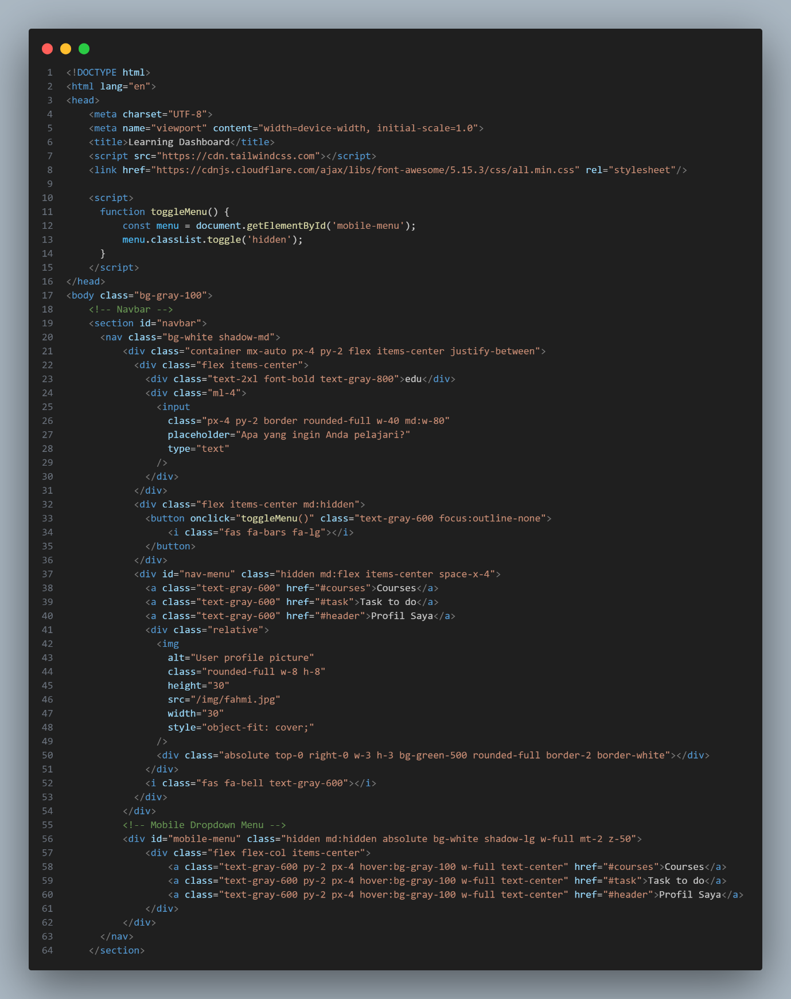 1 <!DOCTYPE html>
2 <html lang="en">
3 <head>
4     <meta charset="UTF-8">
5     <meta name="viewport" content="width=device-width, initial-scale=1.0">
6     <title>Learning Dashboard</title>
7     <script src="https://cdn.tailwindcss.com"></script>
8     <link href="https://cdnjs.cloudflare.com/ajax/libs/font-awesome/5.15.3/css/all.min.css" rel="stylesheet"/>
9
10     <script>
11       function toggleMenu() {
12           const menu = document.getElementById('mobile-menu');
13           menu.classList.toggle('hidden');
14       }
15     </script>
16 </head>
17 <body class="bg-gray-100">
18     <!-- Navbar -->
19     <section id="navbar">
20       <nav class="bg-white shadow-md">
21           <div class="container mx-auto px-4 py-2 flex items-center justify-between">
22             <div class="flex items-center">
23               <div class="text-2xl font-bold text-gray-800">edu</div>
24               <div class="ml-4">
25                 <input
26                   class="px-4 py-2 border rounded-full w-40 md:w-80"
27                   placeholder="Apa yang ingin Anda pelajari?"
28                   type="text"
29                 />
30               </div>
31             </div>
32             <div class="flex items-center md:hidden">
33               <button onclick="toggleMenu()" class="text-gray-600 focus:outline-none">
34                   <i class="fas fa-bars fa-lg"></i>
35               </button>
36             </div>
37             <div id="nav-menu" class="hidden md:flex items-center space-x-4">
38               <a class="text-gray-600" href="#courses">Courses</a>
39               <a class="text-gray-600" href="#task">Task to do</a>
40               <a class="text-gray-600" href="#header">Profil Saya</a>
41               <div class="relative">
42                 <img
43                   alt="User profile picture"
44                   class="rounded-full w-8 h-8"
45                   height="30"
46                   src="/img/fahmi.jpg"
47                   width="30"
48                   style="object-fit: cover;"
49                 />
50                 <div class="absolute top-0 right-0 w-3 h-3 bg-green-500 rounded-full border-2 border-white"></div>
51               </div>
52               <i class="fas fa-bell text-gray-600"></i>
53             </div>
54           </div>
55           <!-- Mobile Dropdown Menu -->
56           <div id="mobile-menu" class="hidden md:hidden absolute bg-white shadow-lg w-full mt-2 z-50">
57               <div class="flex flex-col items-center">
58                   <a class="text-gray-600 py-2 px-4 hover:bg-gray-100 w-full text-center" href="#courses">Courses</a>
59                   <a class="text-gray-600 py-2 px-4 hover:bg-gray-100 w-full text-center" href="#task">Task to do</a>
60                   <a class="text-gray-600 py-2 px-4 hover:bg-gray-100 w-full text-center" href="#header">Profil Saya</a>
61               </div>
62           </div>
63       </nav>
64     </section>